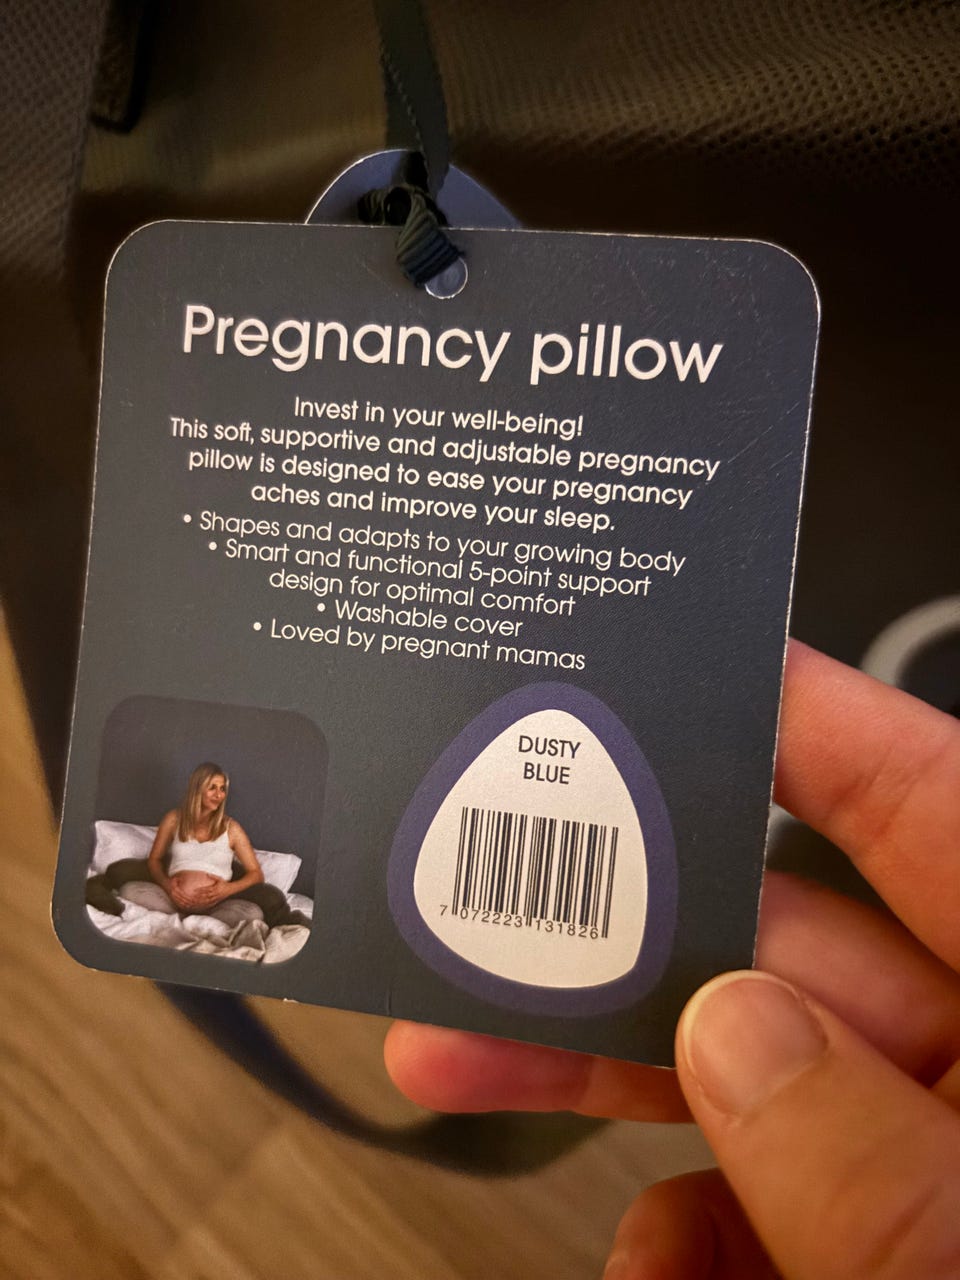 Pregnancy pillow
Invest in your well-being!
This soft, supportive and adjustable pregnancy
pillow is designed to ease your pregnancy
aches and improve your sleep.
• Shapes and adapts to your growing body
• Smart and functional 5-point support
design for optimal comfort
• Washable cover
• Loved by pregnant mamas
DUSTY
BLUE
7 072223 131826